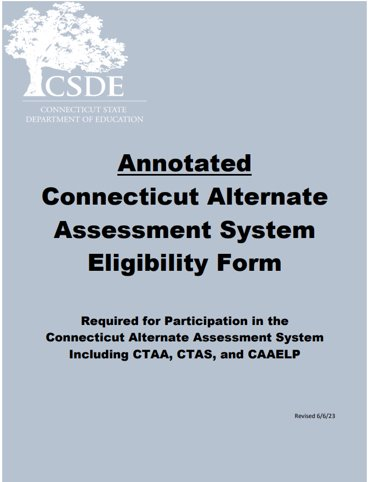 CSDE
CONNECTICUT STATE
DEPARTMENT OF EDUCATION
Annotated
Connecticut Alternate
Assessment System
Eligibility Form
Required for Participation in the
Connecticut Alternate Assessment System
Including CTAA, CTAS, and CAAELP
Revised 6/6/23